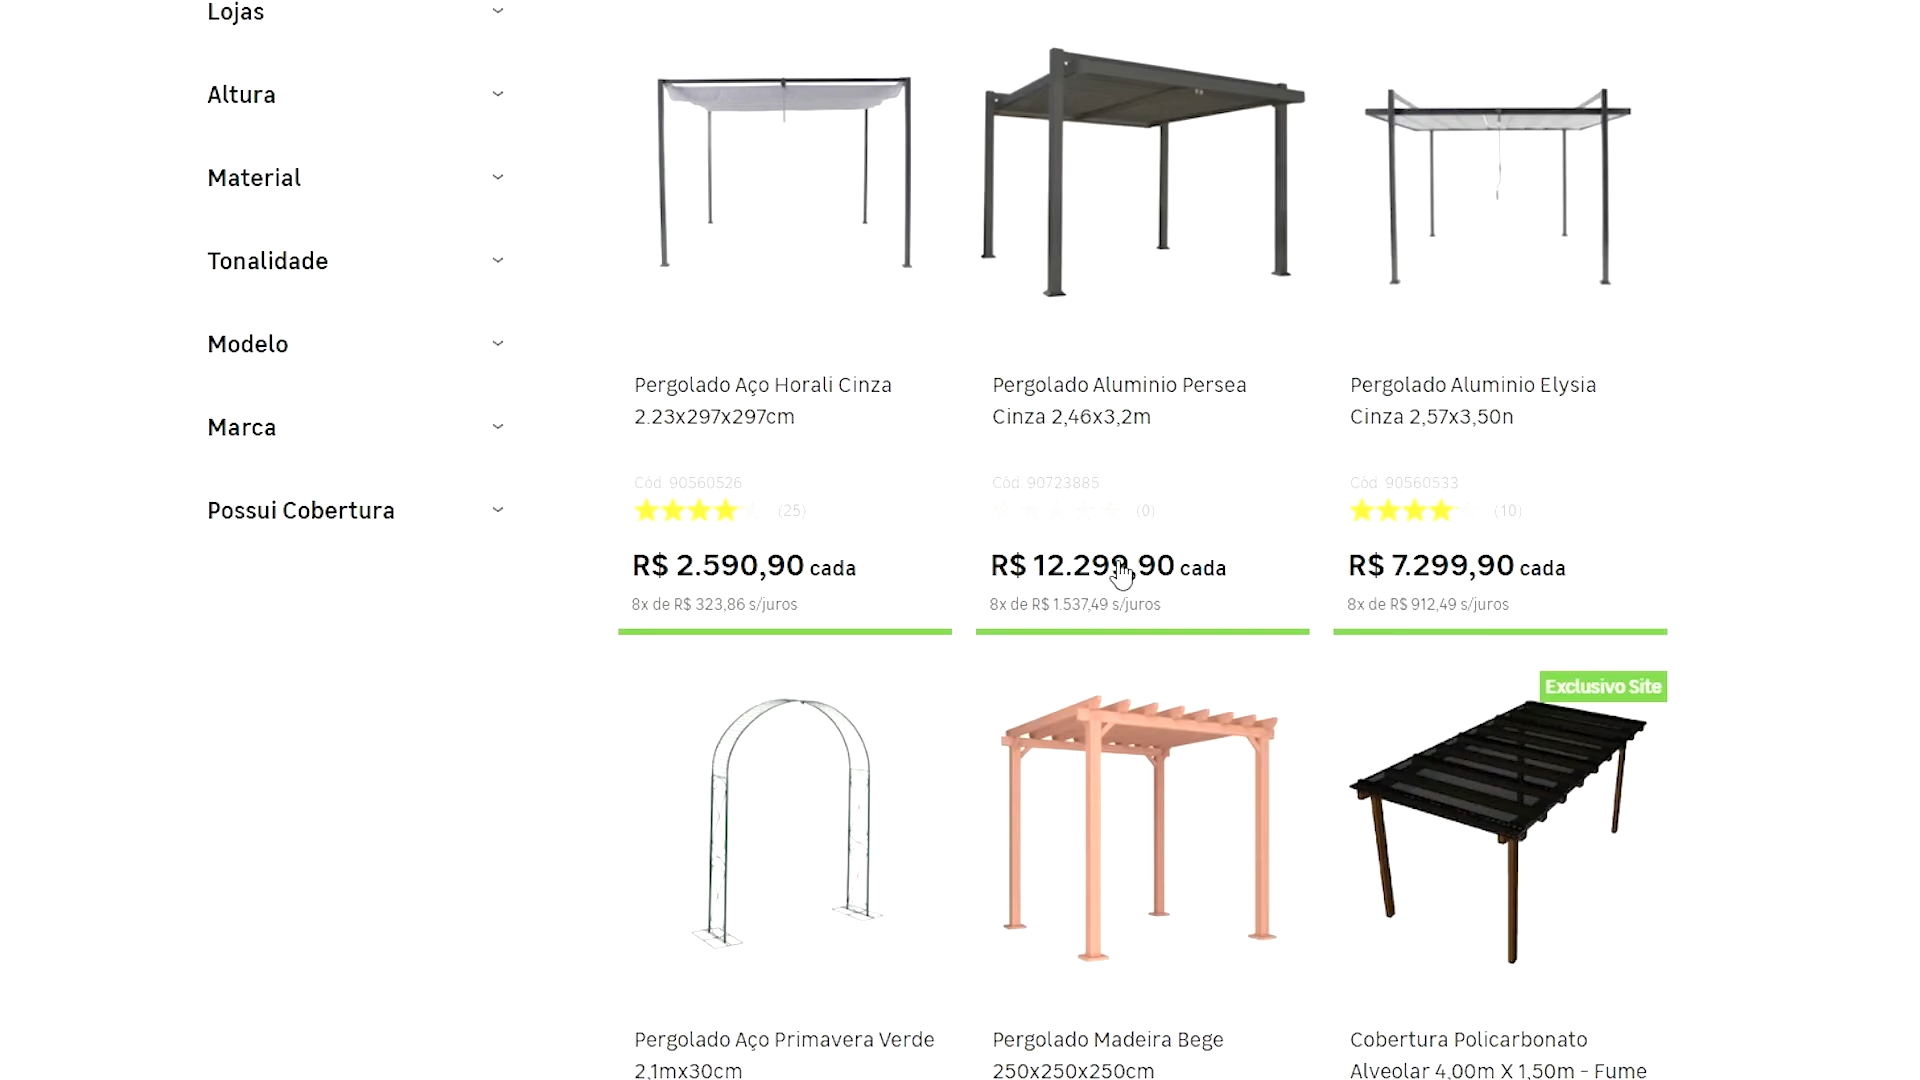 Lojas
Altura
Material
Tonalidade
Modelo
Marca
Possui Cobertura
Pergolado Aço Horali Cinza
2.23x297x297cm
Cód. 90560526
(25)
R$ 2.590,90 cada
8x de R$ 323,86 s/juros
Pergolado Aluminio Persea
Cinza 2,46x3,2m
Cód. 90723885
(0)
R$ 12.299,90 cada
8x de R$ 1.537,49 s/juros
Pergolado Aluminio Elysia
Cinza 2,57x3,50n
Cód. 90560533
(10)
R$ 7.299,90 cada
8x de R$ 912,49 s/juros
Pergolado Aço Primavera Verde
2,1mx30cm
Pergolado Madeira Bege
250x250x250cm
Exclusivo Site
Cobertura Policarbonato
Alveolar 4,00m X 1,50m - Fume